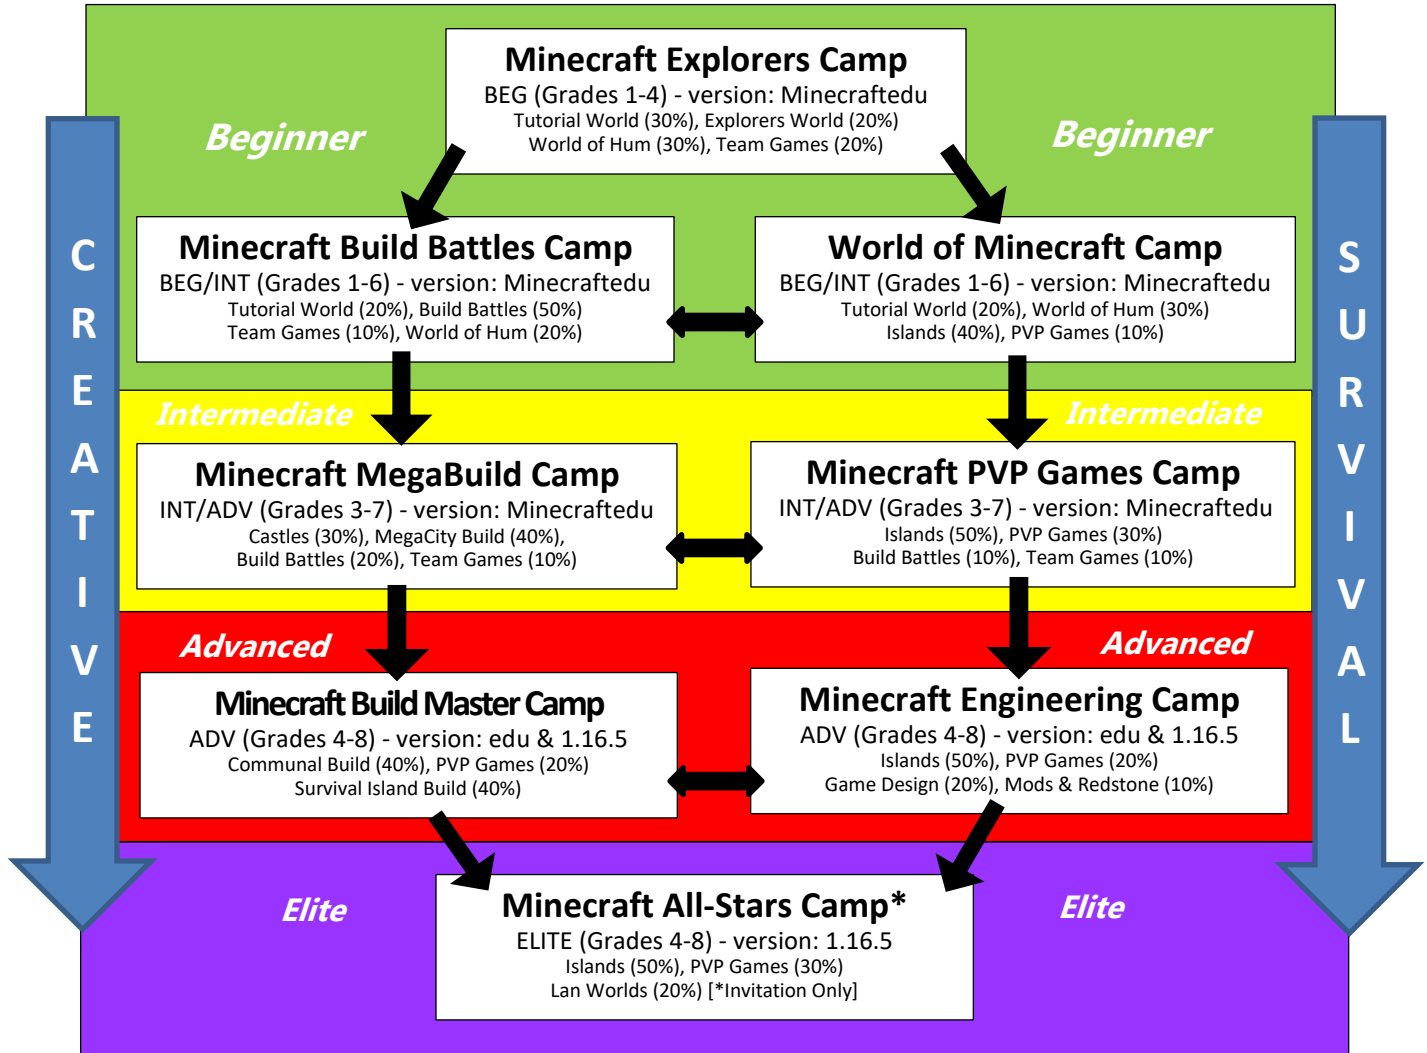 Minecraft Explorers Camp
BEG (Grades 1-4) - version: Minecraftedu
Tutorial World (30%), Explorers World (20%)
World of Hum (30%), Team Games (20%)
Beginner
Beginner
CREATIVE
SURVIVAL
Minecraft Build Battles Camp
BEG/INT (Grades 1-6) - version: Minecraftedu
Tutorial World (20%), Build Battles (50%)
Team Games (10%), World of Hum (20%)
World of Minecraft Camp
BEG/INT (Grades 1-6) - version: Minecraftedu
Tutorial World (20%), World of Hum (30%)
Islands (40%), PVP Games (10%)
Intermediate
Intermediate
Minecraft MegaBuild Camp
INT/ADV (Grades 3-7) - version: Minecraftedu
Castles (30%), MegaCity Build (40%),
Build Battles (20%), Team Games (10%)
Minecraft PVP Games Camp
INT/ADV (Grades 3-7) - version: Minecraftedu
Islands (50%), PVP Games (30%)
Build Battles (10%), Team Games (10%)
Advanced
Advanced
Minecraft Build Master Camp
ADV (Grades 4-8) - version: edu & 1.16.5
Communal Build (40%), PVP Games (20%)
Survival Island Build (40%)
Minecraft Engineering Camp
ADV (Grades 4-8) - version: edu & 1.16.5
Islands (50%), PVP Games (20%)
Game Design (20%), Mods & Redstone (10%)
Elite
Elite
Minecraft All-Stars Camp*
ELITE (Grades 4-8) - version: 1.16.5
Islands (50%), PVP Games (30%)
Lan Worlds (20%) [*Invitation Only]